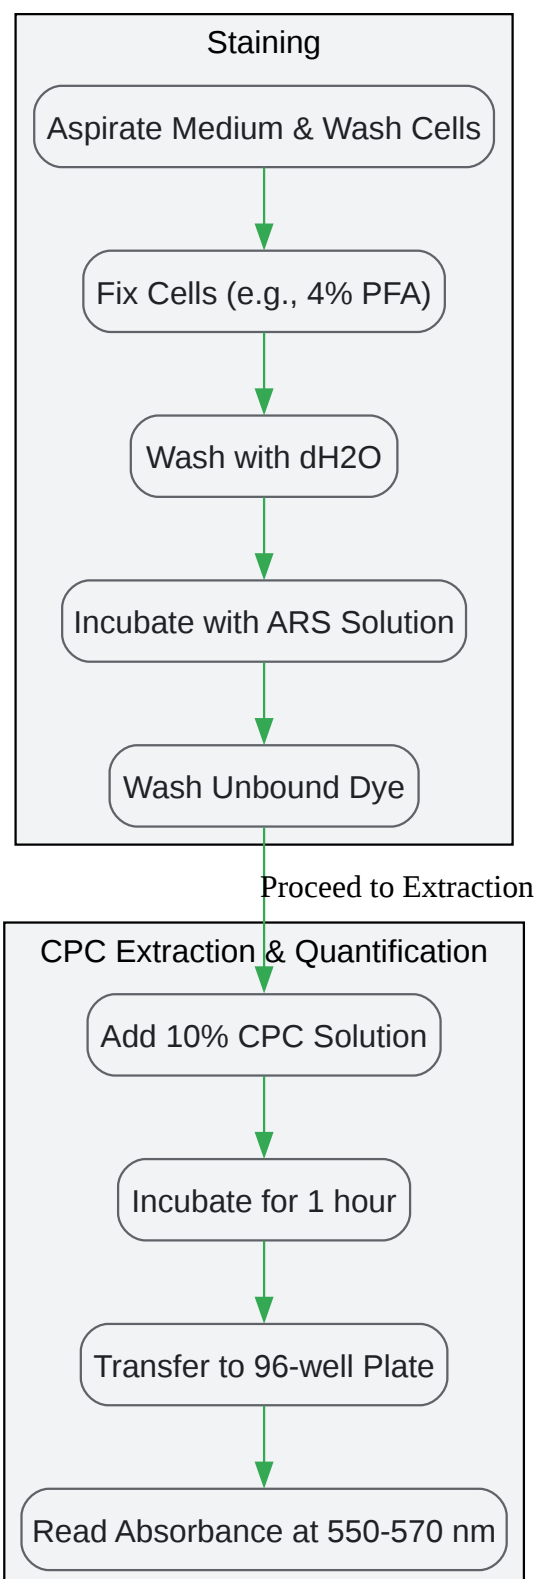 Staining
Aspirate Medium & Wash Cells
Fix Cells (e.g., 4% PFA)
Wash with dH2O
Incubate with ARS Solution
Wash Unbound Dye
Proceed to Extraction
CPC Extraction & Quantification
Add 10% CPC Solution
Incubate for 1 hour
Transfer to 96-well Plate
Read Absorbance at 550-570 nm